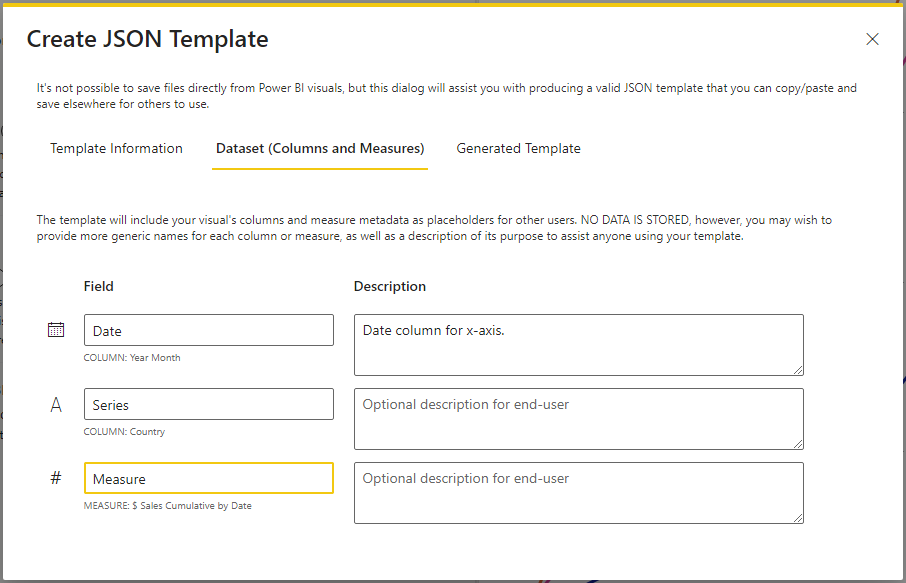 Create JSON Template
It's not possible to save files directly from Power BI visuals, but this dialog will assist you with producing a valid JSON template that you can copy/paste and
save elsewhere for others to use.
Template Information
Dataset (Columns and Measures)
Generated Template
The template will include your visual's columns and measure metadata as placeholders for other users. NO DATA IS STORED, however, you may wish to
provide more generic names for each column or measure, as well as a description of its purpose to assist anyone using your template.
Field
Description
Date
Date column for x-axis.
COLUMN: Year Month
A
Series
Optional description for end-user
COLUMN: Country
#
Measure
Optional description for end-user
MEASURE: $ Sales Cumulative by Date